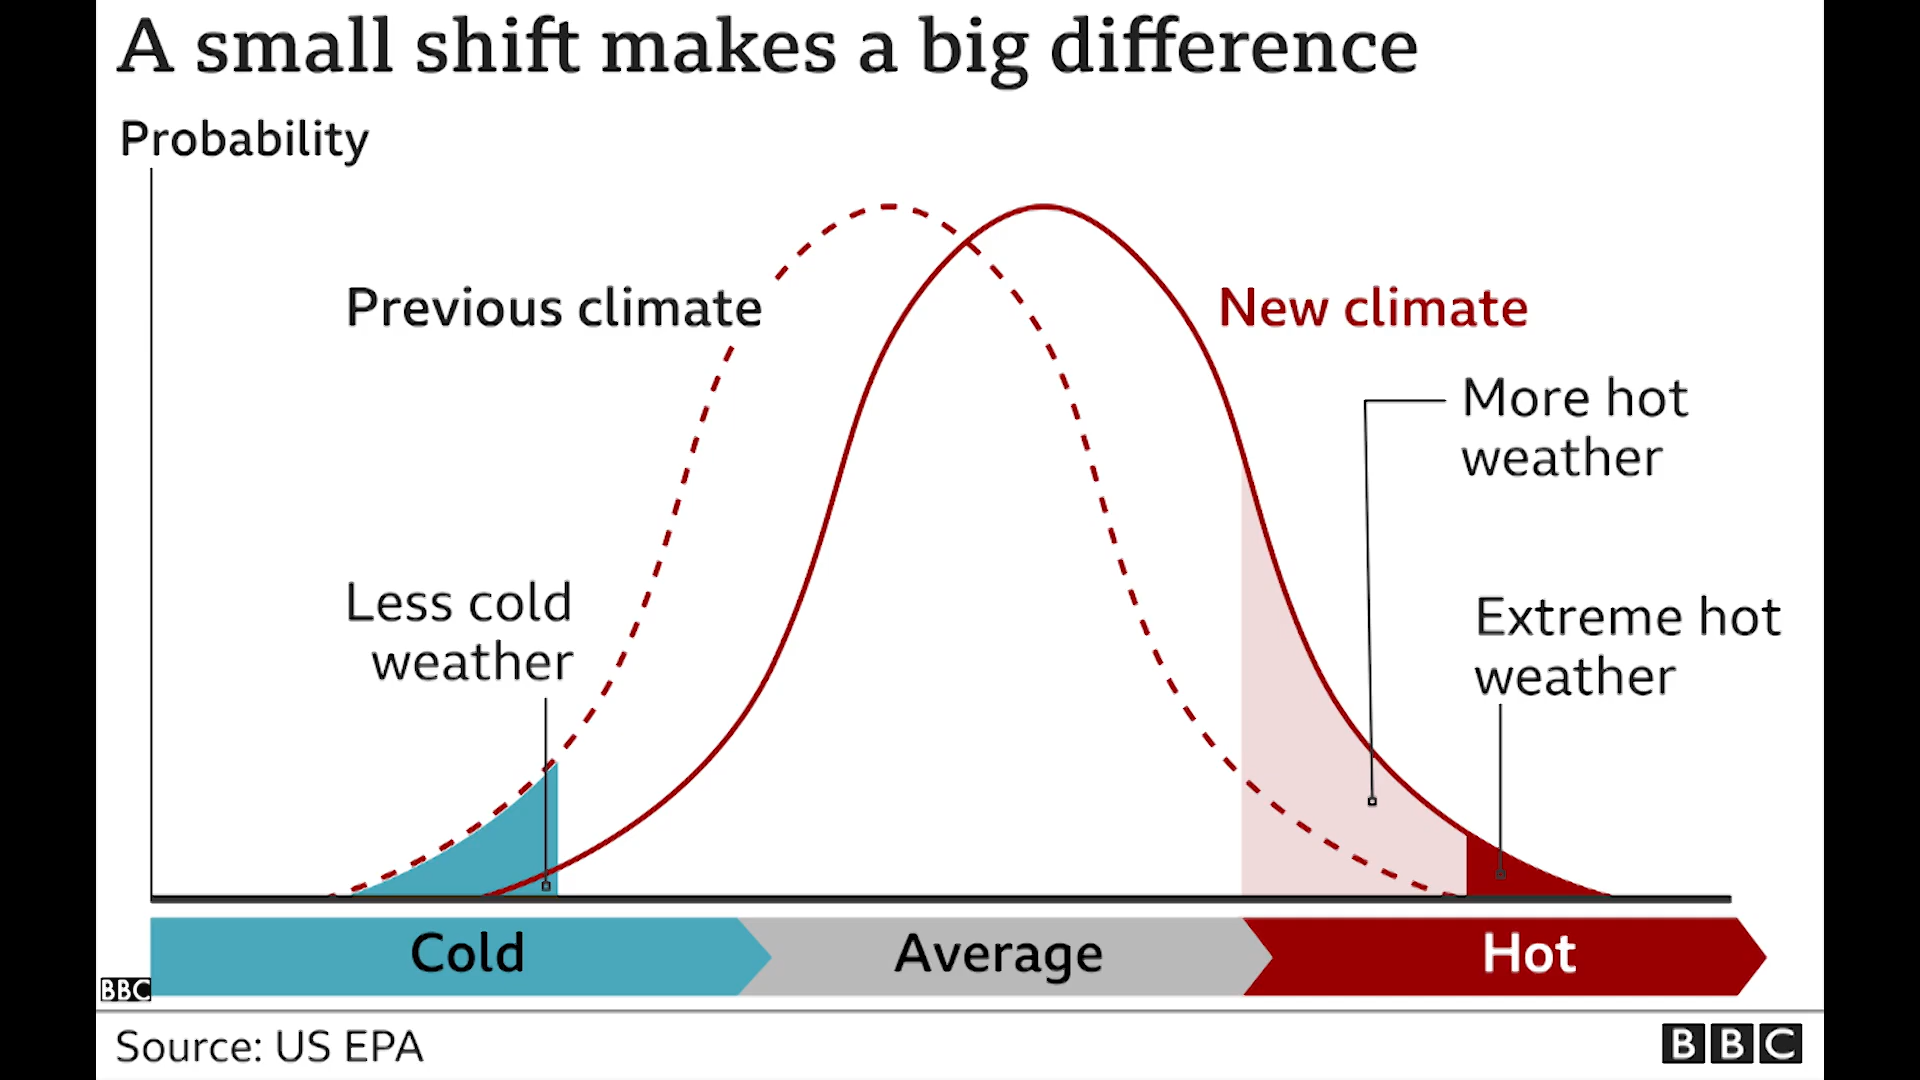 A small shift makes a big difference
Probability
Previous climate
New climate
More hot
weather
Less cold
weather
Extreme hot
weather
Cold
Average
Hot
BBC
Source: US EPA
BBC